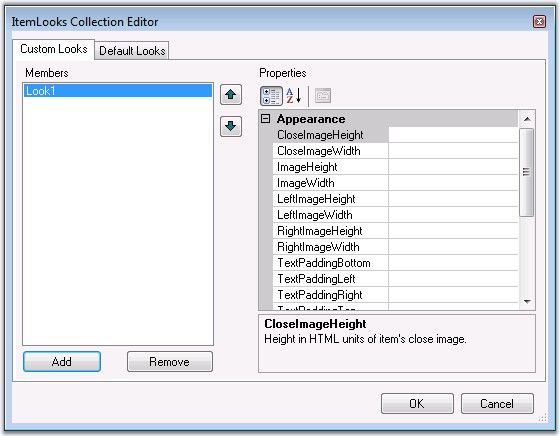 ItemLooks Collection Editor
Custom Looks
Default Looks
Members
Properties
Look1
Appearance
CloseImageHeight
CloseImageWidth
ImageHeight
ImageWidth
LeftImageHeight
LeftImageWidth
RightImageHeight
RightImageWidth
TextPaddingBottom
TextPaddingLeft
TextPaddingRight
TextPaddingTop
CloseImageHeight
Height in HTML units of item's close image.
Add
Remove
OK
Cancel